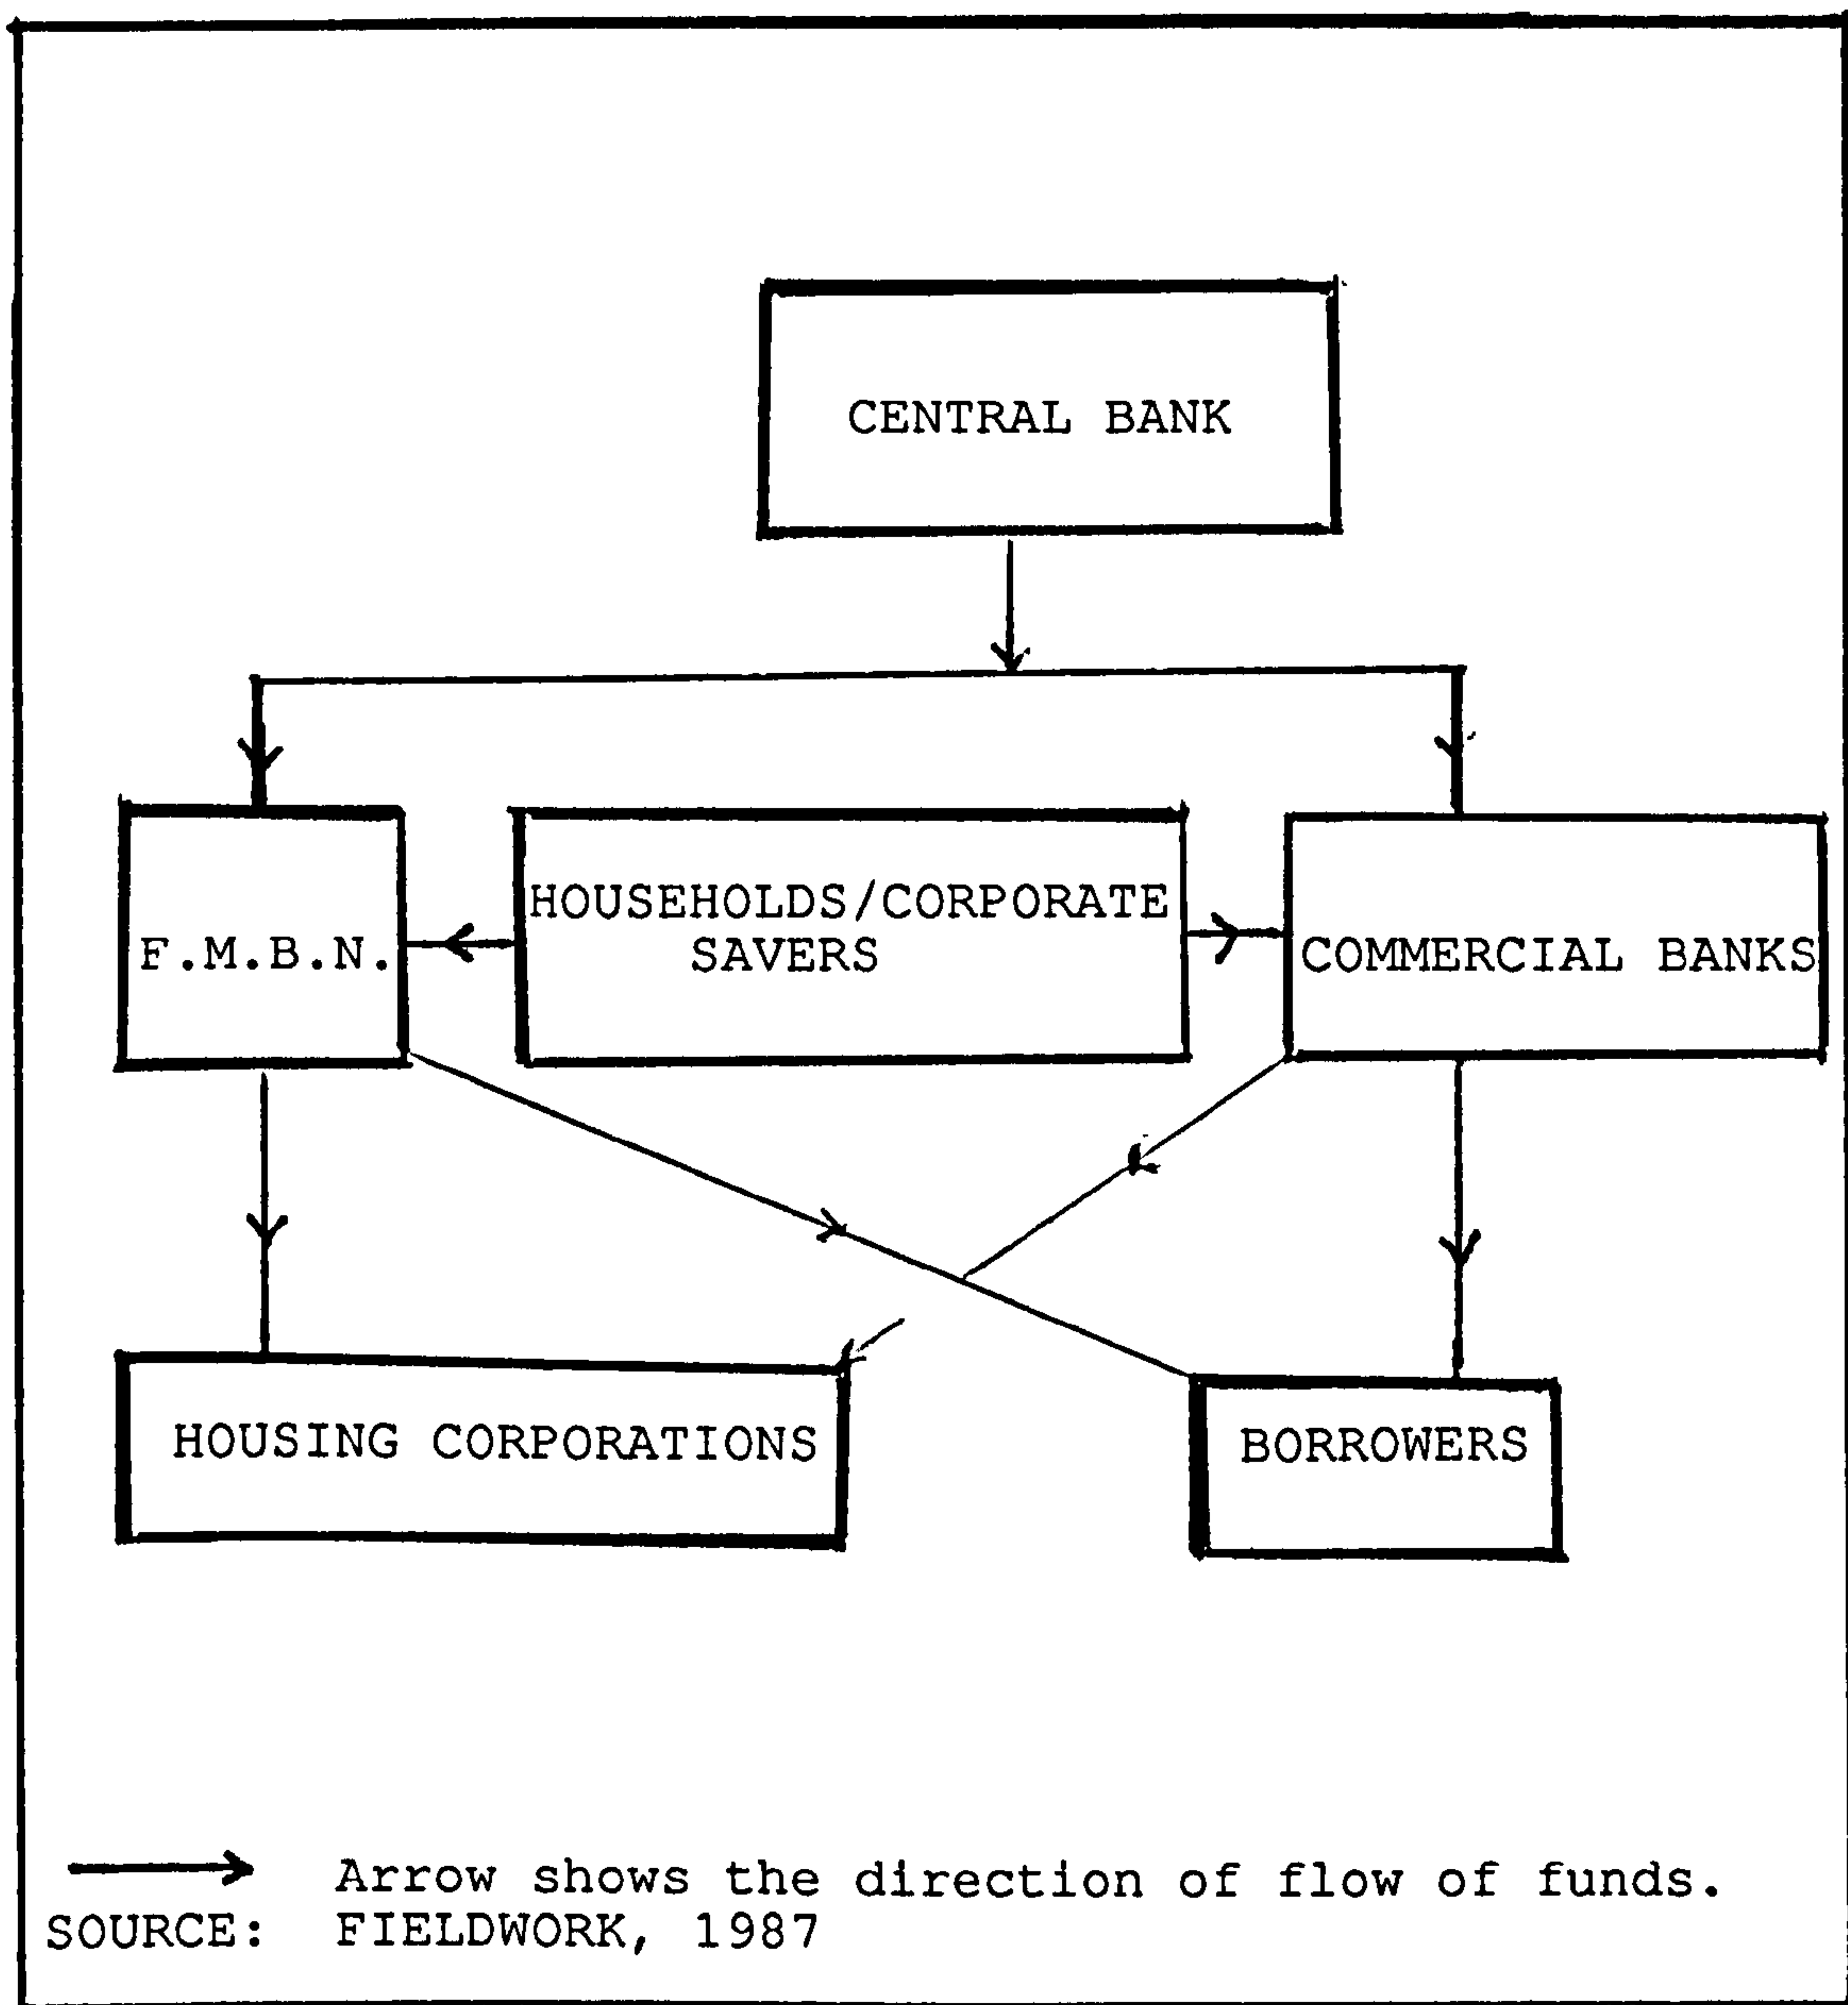 CENTRAL BANK
F.M.B.N.
HOUSEHOLDS/CORPORATE
SAVERS
COMMERCIAL BANKS
HOUSING CORPORATIONS
BORROWERS
Arrow shows the direction of flow of funds.
SOURCE: FIELDWORK, 1987